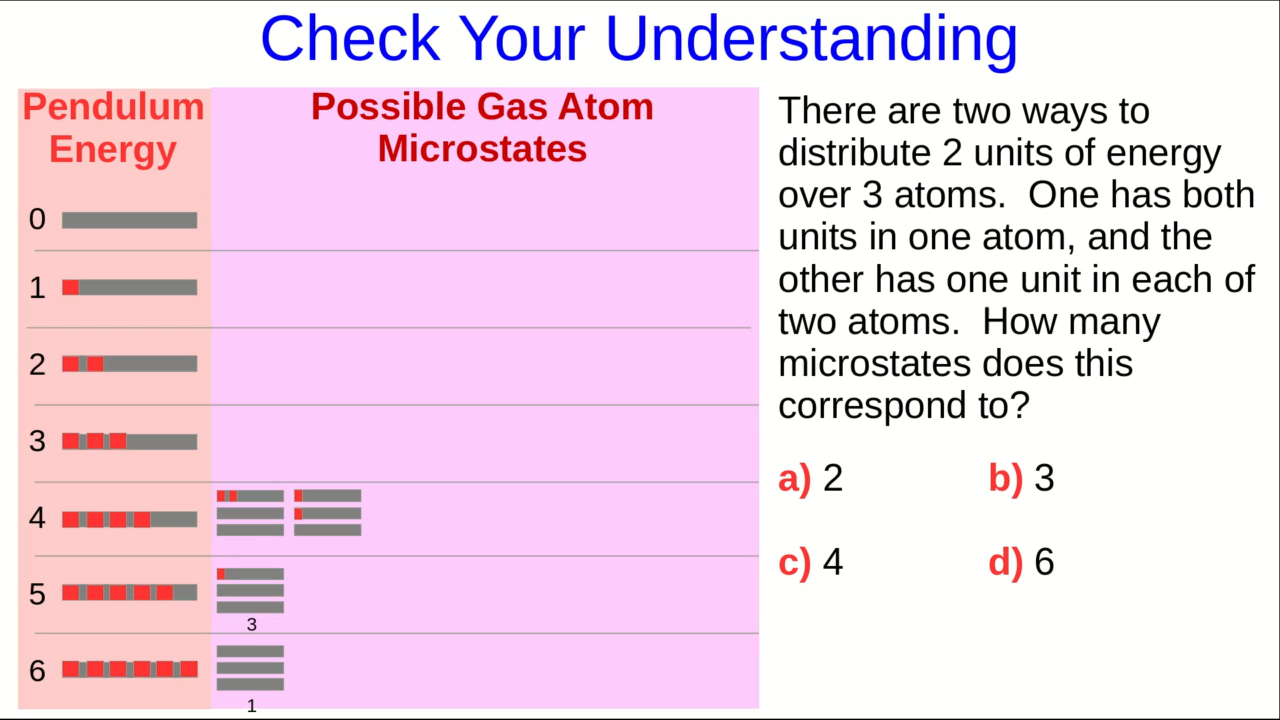 Check Your Understanding
Pendulum
Energy
Possible Gas Atom
Microstates
0
1
2
3
4
5
3
6
1
There are two ways to
distribute 2 units of energy
over 3 atoms.  One has both
units in one atom, and the
other has one unit in each of
two atoms.  How many
microstates does this
correspond to?
a) 2 b) 3
c) 4 d) 6